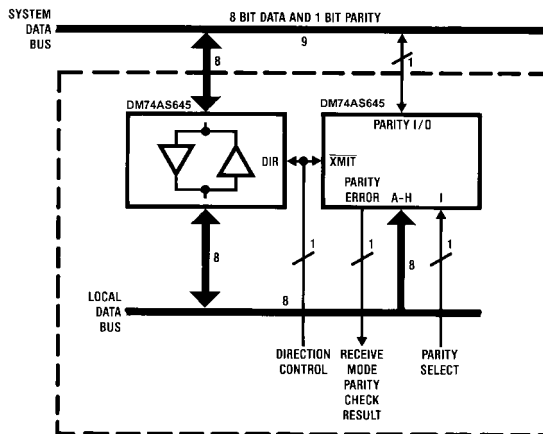 SYSTEM
DATA
BUS
8 BIT DATA AND 1 BIT PARITY
9
8
1
DM74AS645
DM74AS645
PARITY I/O
DIR
XMIT
PARITY
ERROR
A-H
I
8
1
1
8
1
LOCAL
DATA
BUS
8
DIRECTION
CONTROL
RECEIVE
MODE
PARITY
CHECK
RESULT
PARITY
SELECT